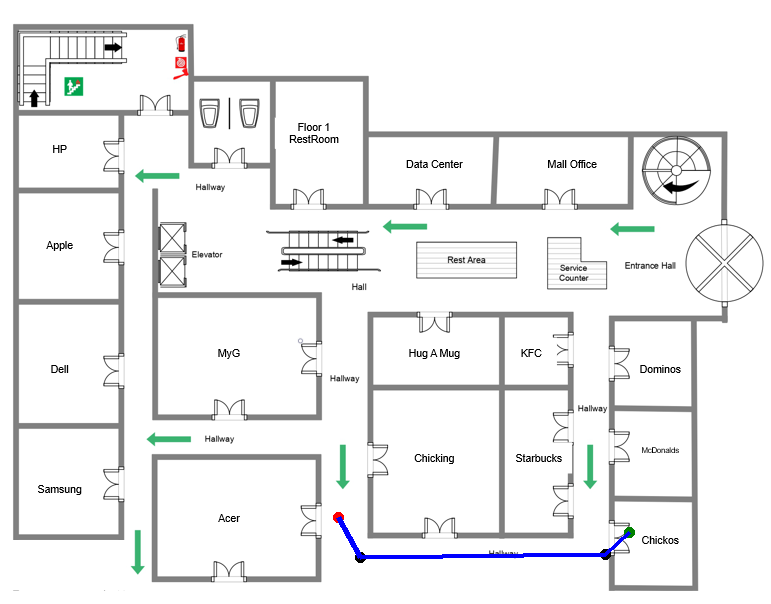 HP
Floor 1
RestRoom
Data Center
Mall Office
Hallway
Apple
Elevator
Rest Area
Service
Counter
Entrance Hall
Hall
MyG
Hug A Mug
KFC
Dell
Dominos
Hallway
Hallway
Hallway
McDonalds
Chicking
Starbucks
Samsung
Acer
Chickos
Hallway